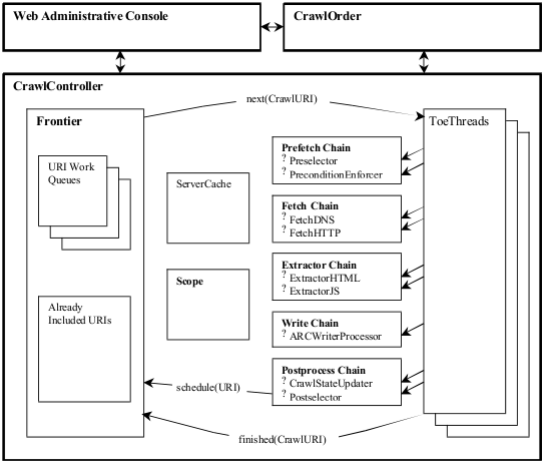 Web Administrative Console
CrawlOrder
CrawlController
next(CrawlURI)
Frontier
ToeThreads
URI Work
Queues
ServerCache
Prefetch Chain
? Preselector
? PreconditionEnforcer
Fetch Chain
? FetchDNS
? FetchHTTP
Scope
Extractor Chain
? ExtractorHTML
? ExtractorJS
Already
Included URIs
Write Chain
? ARCWriterProcessor
Postprocess Chain
? CrawlStateUpdater
? Postselector
schedule(URI)
finished(CrawlURI)